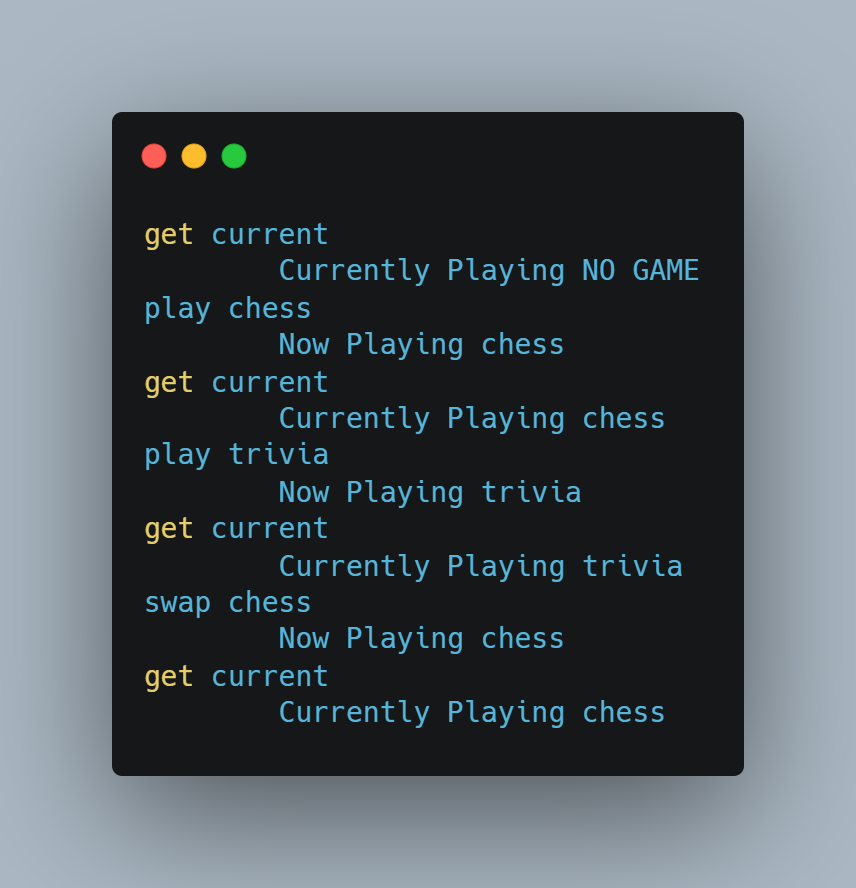 get current
        Currently Playing NO GAME
play chess
        Now Playing chess
get current
        Currently Playing chess
play trivia
        Now Playing trivia
get current
        Currently Playing trivia
swap chess
        Now Playing chess
get current
        Currently Playing chess